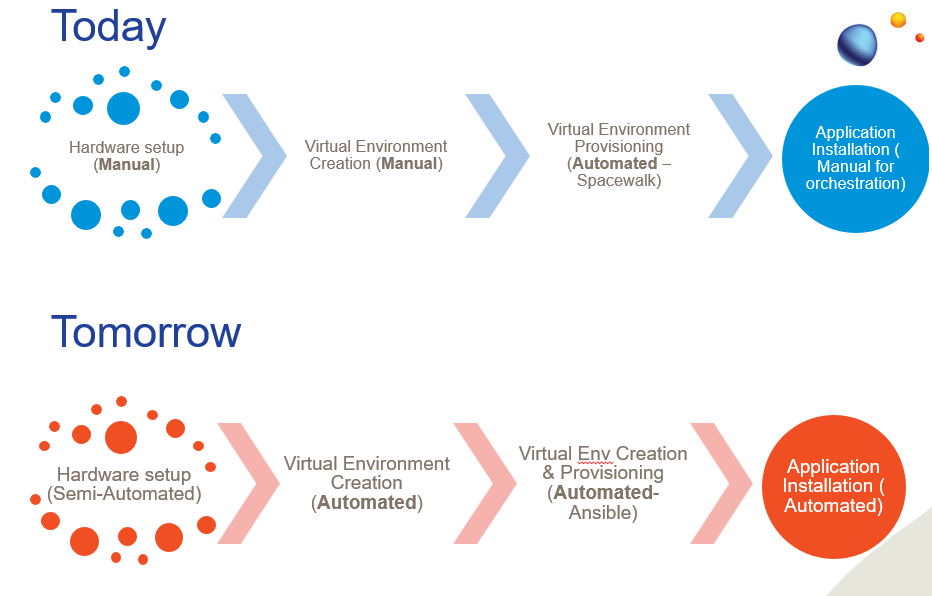 Today
Hardware setup
(Manual)
Virtual Environment
Creation (Manual)
Virtual Environment
Provisioning
(Automated –
Spacewalk)
Application
Installation (
Manual for
orchestration)
Tomorrow
Hardware setup
(Semi-Automated)
Virtual Environment
Creation
(Automated)
Virtual Env Creation
& Provisioning
(Automated-
Ansible)
Application
Installation (
Automated)